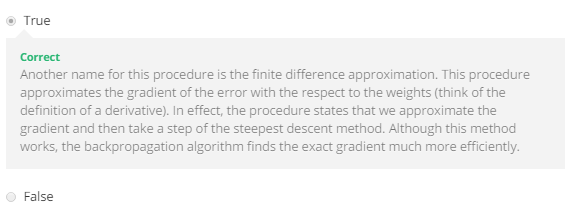 True
Correct
Another name for this procedure is the finite difference approximation. This procedure
approximates the gradient of the error with the respect to the weights (think of the
definition of a derivative). In effect, the procedure states that we approximate the
gradient and then take a step of the steepest descent method. Although this method
works, the backpropagation algorithm finds the exact gradient much more efficiently.
False